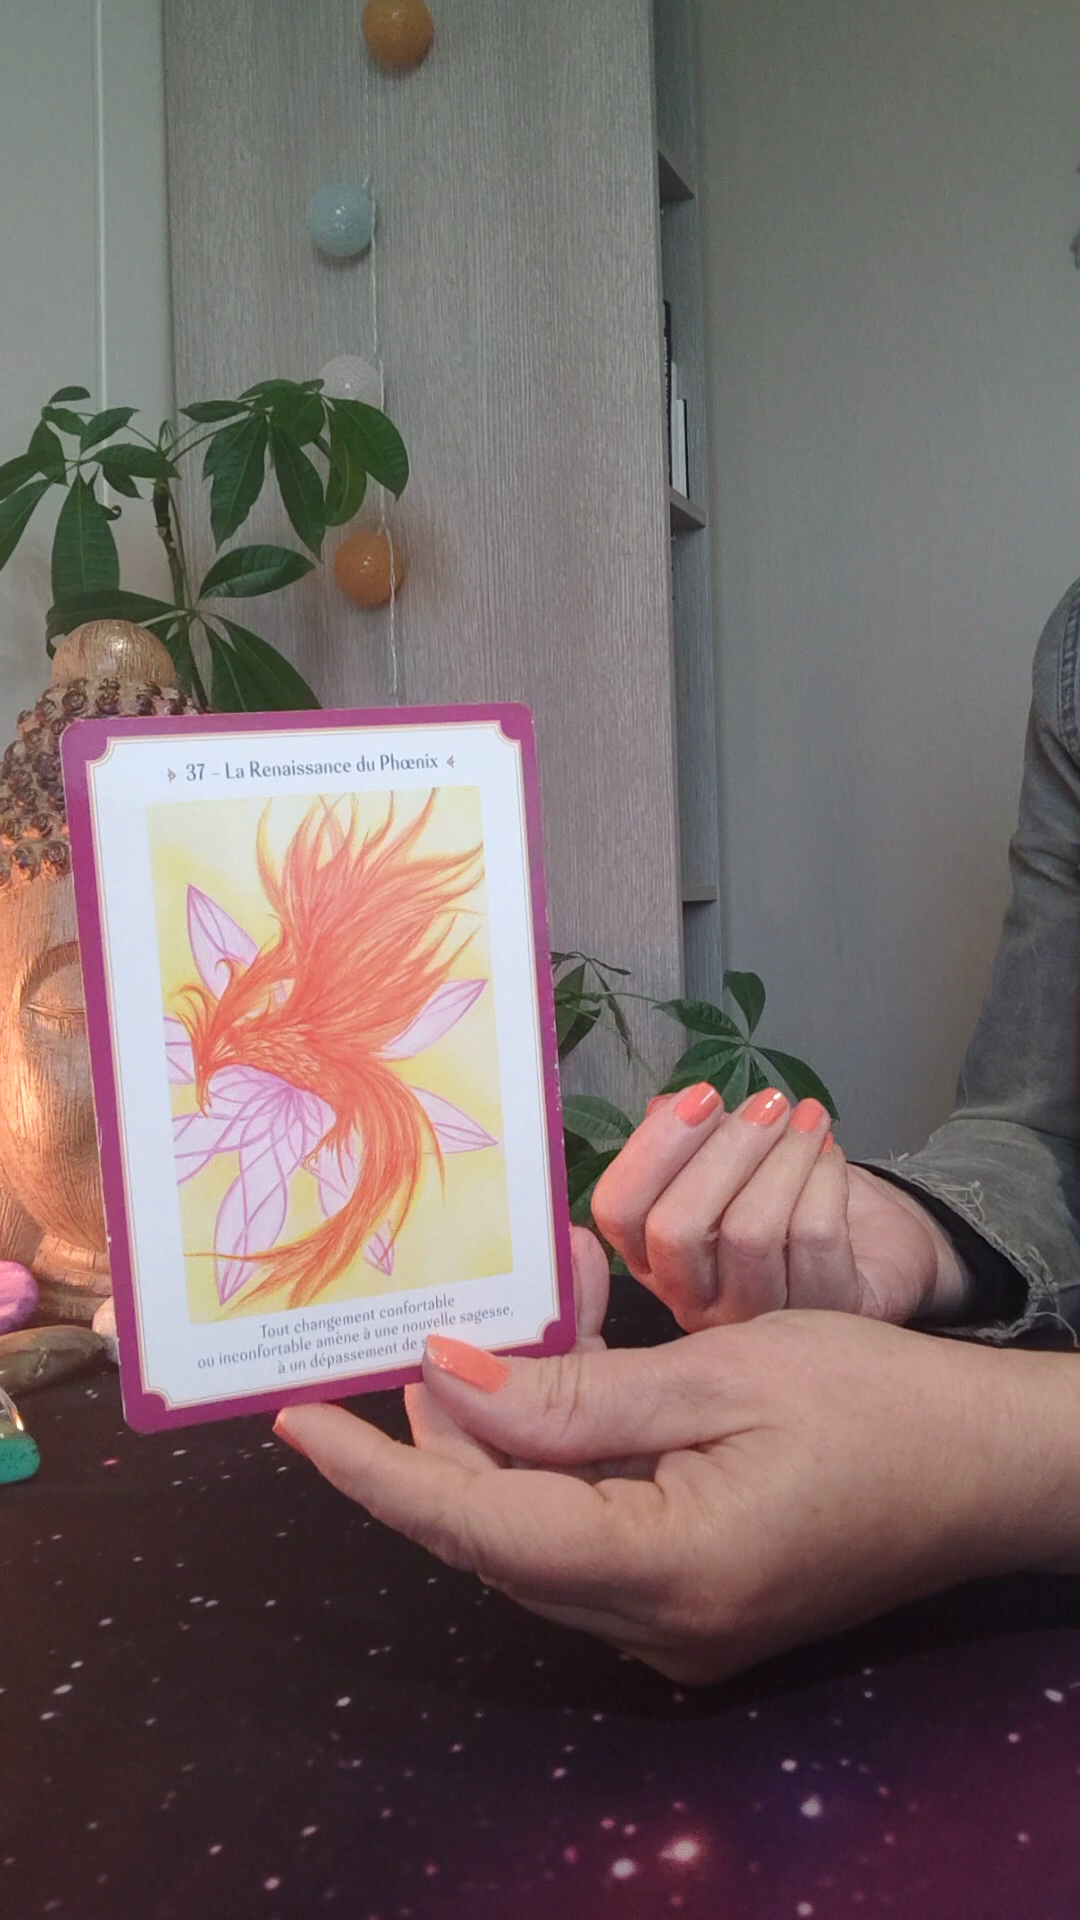 37 – La Renaissance du Phœnix
Tout changement confortable
ou inconfortable amène à une nouvelle sagesse,
à un dépassement de